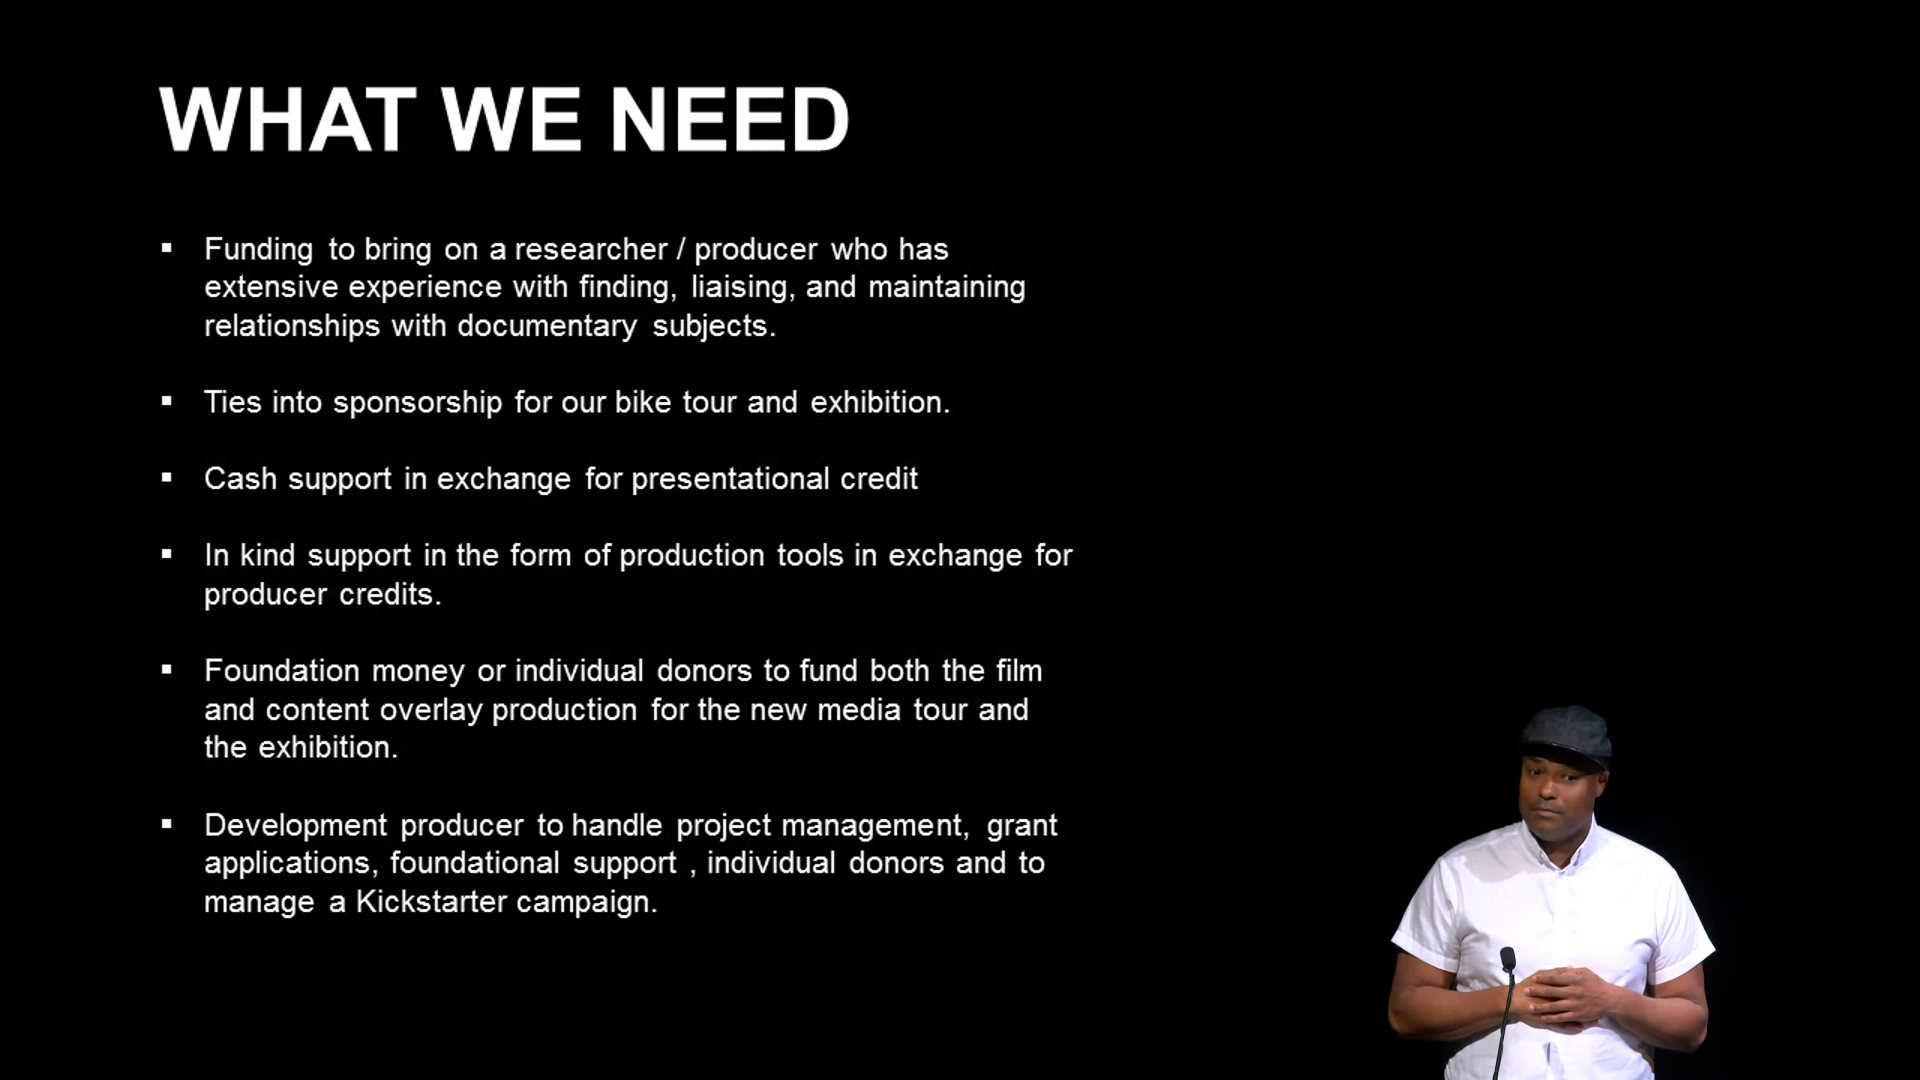 WHAT WE NEED
▪ Funding to bring on a researcher / producer who has
extensive experience with finding, liaising, and maintaining
relationships with documentary subjects.
▪ Ties into sponsorship for our bike tour and exhibition.
▪ Cash support in exchange for presentational credit
▪ In kind support in the form of production tools in exchange for
producer credits.
▪ Foundation money or individual donors to fund both the film
and content overlay production for the new media tour and
the exhibition.
▪ Development producer to handle project management, grant
applications, foundational support , individual donors and to
manage a Kickstarter campaign.